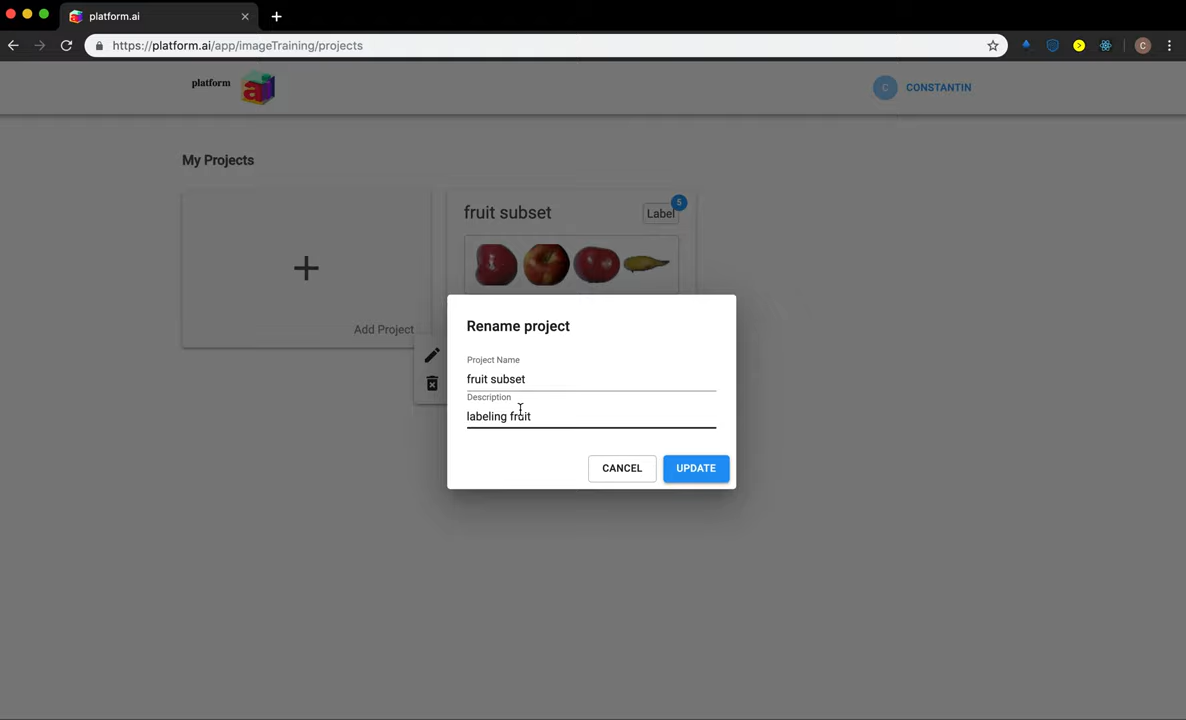 platform.ai
https://platform.ai/app/imageTraining/projects
C
platform
ai
C
CONSTANTIN
My Projects
Add Project
fruit subset
Label
5
Rename project
Project Name
fruit subset
Description
labeling fruit
CANCEL
UPDATE